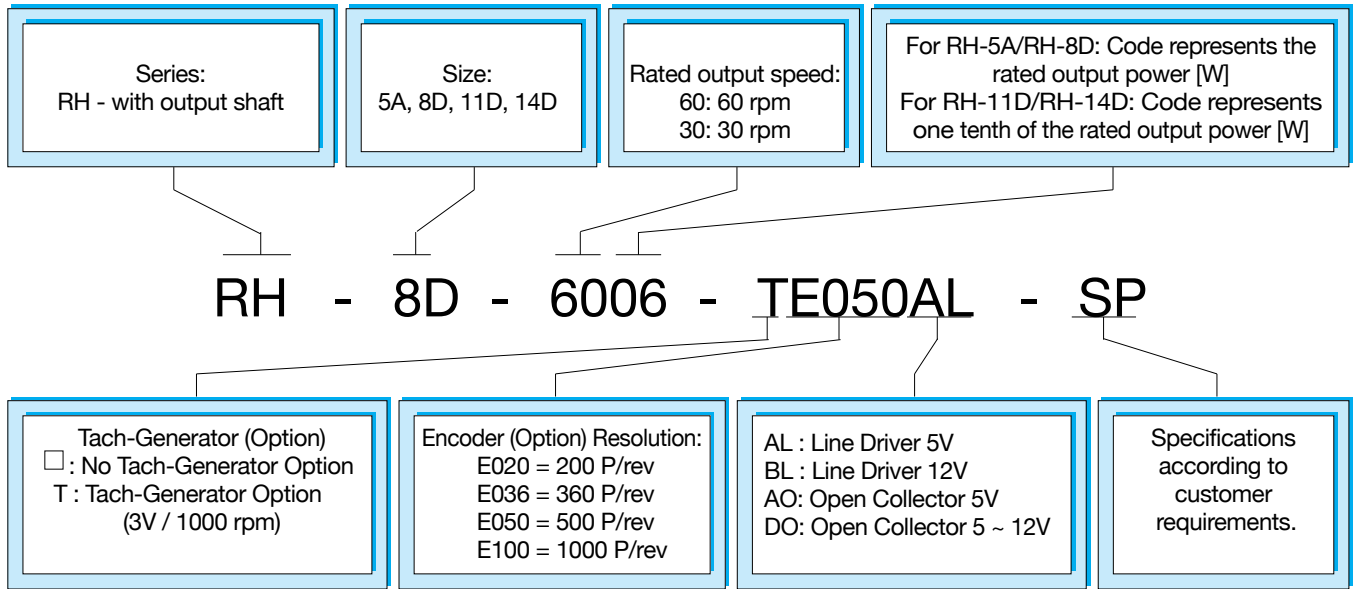 Series:
RH - with output shaft
Size:
5A, 8D, 11D, 14D
Rated output speed:
60: 60 rpm
30: 30 rpm
For RH-5A/RH-8D: Code represents the
rated output power [W]
For RH-11D/RH-14D: Code represents
one tenth of the rated output power [W]
RH - 8D - 6006 - TE050AL - SP
Tach-Generator (Option)
□ : No Tach-Generator Option
T : Tach-Generator Option
(3V / 1000 rpm)
Encoder (Option) Resolution:
E020 = 200 P/rev
E036 = 360 P/rev
E050 = 500 P/rev
E100 = 1000 P/rev
AL : Line Driver 5V
BL : Line Driver 12V
AO: Open Collector 5V
DO: Open Collector 5 ~ 12V
Specifications
according to
customer
requirements.